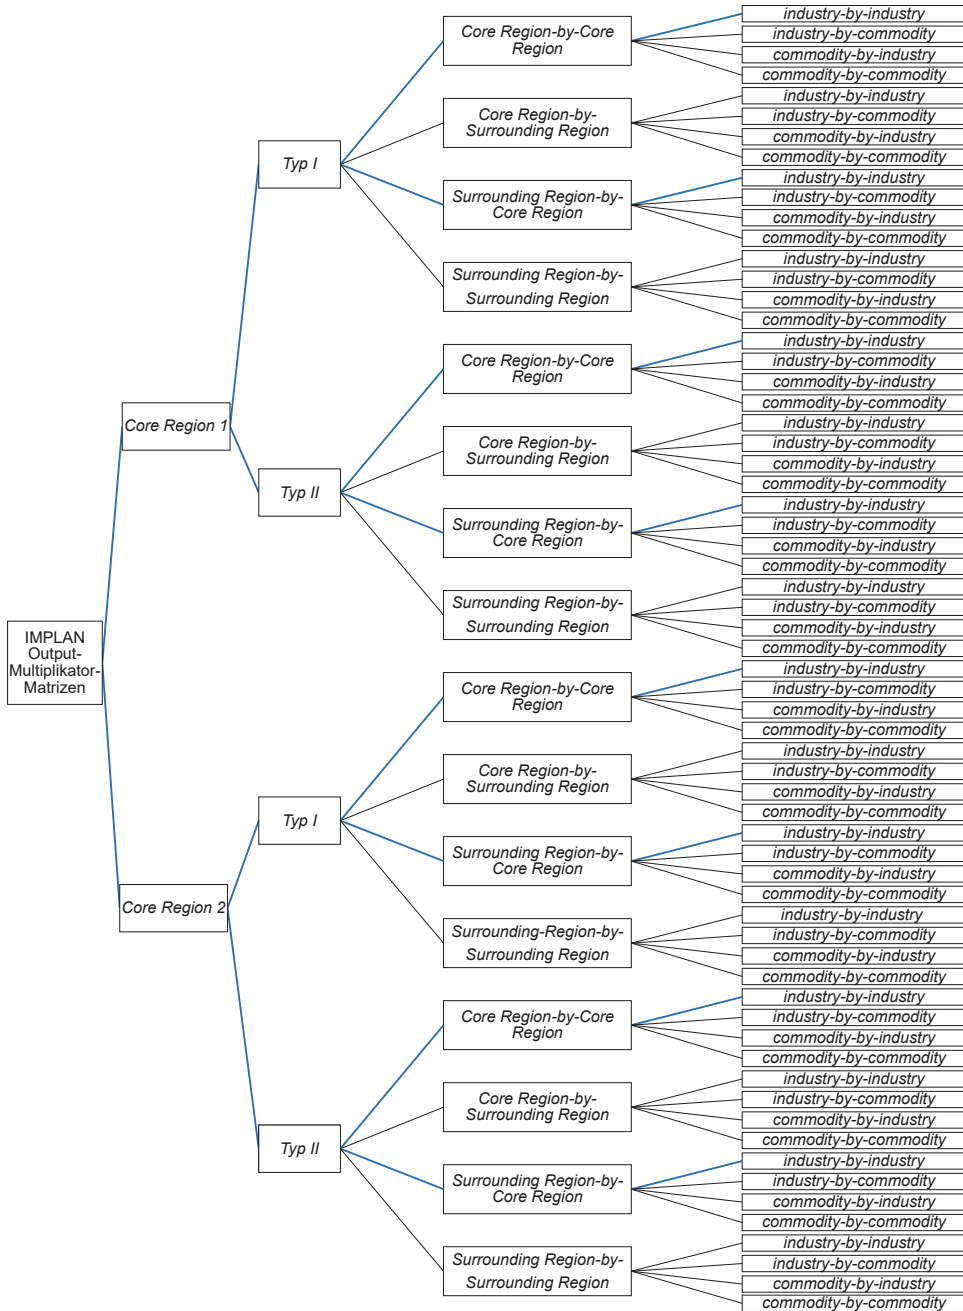 IMPLAN
Output-
Multiplikator-
Matrizen
Core Region 1
Typ I
Core Region-by-Core
Region
industry-by-industry
industry-by-commodity
commodity-by-industry
commodity-by-commodity
Core Region-by-
Surrounding Region
industry-by-industry
industry-by-commodity
commodity-by-industry
commodity-by-commodity
Surrounding Region-by-
Core Region
industry-by-industry
industry-by-commodity
commodity-by-industry
commodity-by-commodity
Surrounding Region-by-
Surrounding Region
industry-by-industry
industry-by-commodity
commodity-by-industry
commodity-by-commodity
Typ II
Core Region-by-Core
Region
industry-by-industry
industry-by-commodity
commodity-by-industry
commodity-by-commodity
Core Region-by-
Surrounding Region
industry-by-industry
industry-by-commodity
commodity-by-industry
commodity-by-commodity
Surrounding Region-by-
Core Region
industry-by-industry
industry-by-commodity
commodity-by-industry
commodity-by-commodity
Surrounding Region-by-
Surrounding Region
industry-by-industry
industry-by-commodity
commodity-by-industry
commodity-by-commodity
Core Region 2
Typ I
Core Region-by-Core
Region
industry-by-industry
industry-by-commodity
commodity-by-industry
commodity-by-commodity
Core Region-by-
Surrounding Region
industry-by-industry
industry-by-commodity
commodity-by-industry
commodity-by-commodity
Surrounding Region-by-
Core Region
industry-by-industry
industry-by-commodity
commodity-by-industry
commodity-by-commodity
Surrounding-Region-by-
Surrounding Region
industry-by-industry
industry-by-commodity
commodity-by-industry
commodity-by-commodity
Typ II
Core Region-by-Core
Region
industry-by-industry
industry-by-commodity
commodity-by-industry
commodity-by-commodity
Core Region-by-
Surrounding Region
industry-by-industry
industry-by-commodity
commodity-by-industry
commodity-by-commodity
Surrounding Region-by-
Core Region
industry-by-industry
industry-by-commodity
commodity-by-industry
commodity-by-commodity
Surrounding Region-by-
Surrounding Region
industry-by-industry
industry-by-commodity
commodity-by-industry
commodity-by-commodity